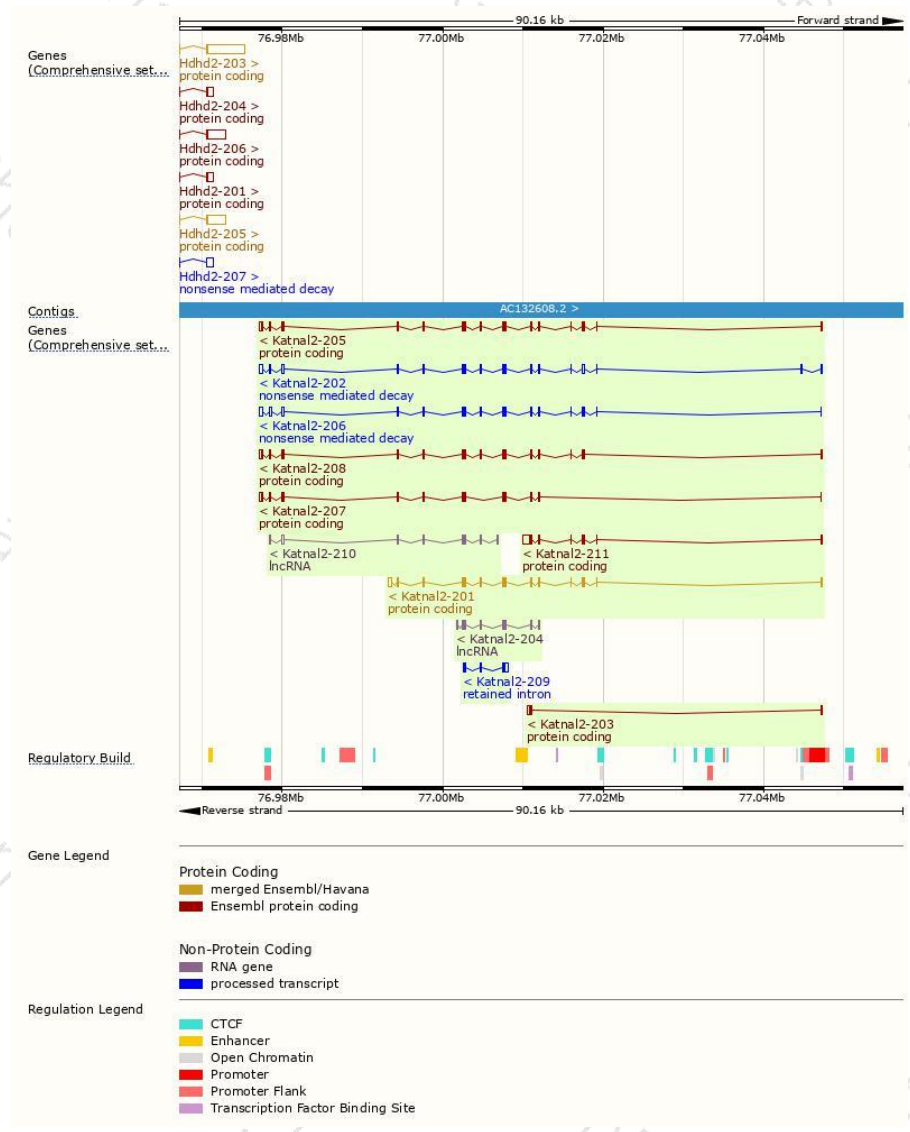 90.16 kb Forward strand
76.98Mb 77.00Mb 77.02Mb 77.04Mb
Genes
(Comprehensive set...
Hdhd2-203 >
protein coding
Hdhd2-204 >
protein coding
Hdhd2-206 >
protein coding
Hdhd2-201 >
protein coding
Hdhd2-205 >
protein coding
Hdhd2-207 >
nonsense mediated decay
Contigs
AC132608.2 >
Genes
(Comprehensive set...
< Katnal2-205
protein coding
< Katnal2-202
nonsense mediated decay
< Katnal2-206
nonsense mediated decay
< Katnal2-208
protein coding
< Katnal2-207
protein coding
< Katnal2-210
lncRNA
< Katnal2-211
protein coding
< Katnal2-201
protein coding
< Katnal2-204
lncRNA
< Katnal2-209
retained intron
< Katnal2-203
protein coding
Regulatory Build
76.98Mb 77.00Mb 77.02Mb 77.04Mb
Reverse strand 90.16 kb
Gene Legend
Protein Coding
merged Ensembl/Havana
Ensembl protein coding
Non-Protein Coding
RNA gene
processed transcript
Regulation Legend
CTCF
Enhancer
Open Chromatin
Promoter
Promoter Flank
Transcription Factor Binding Site